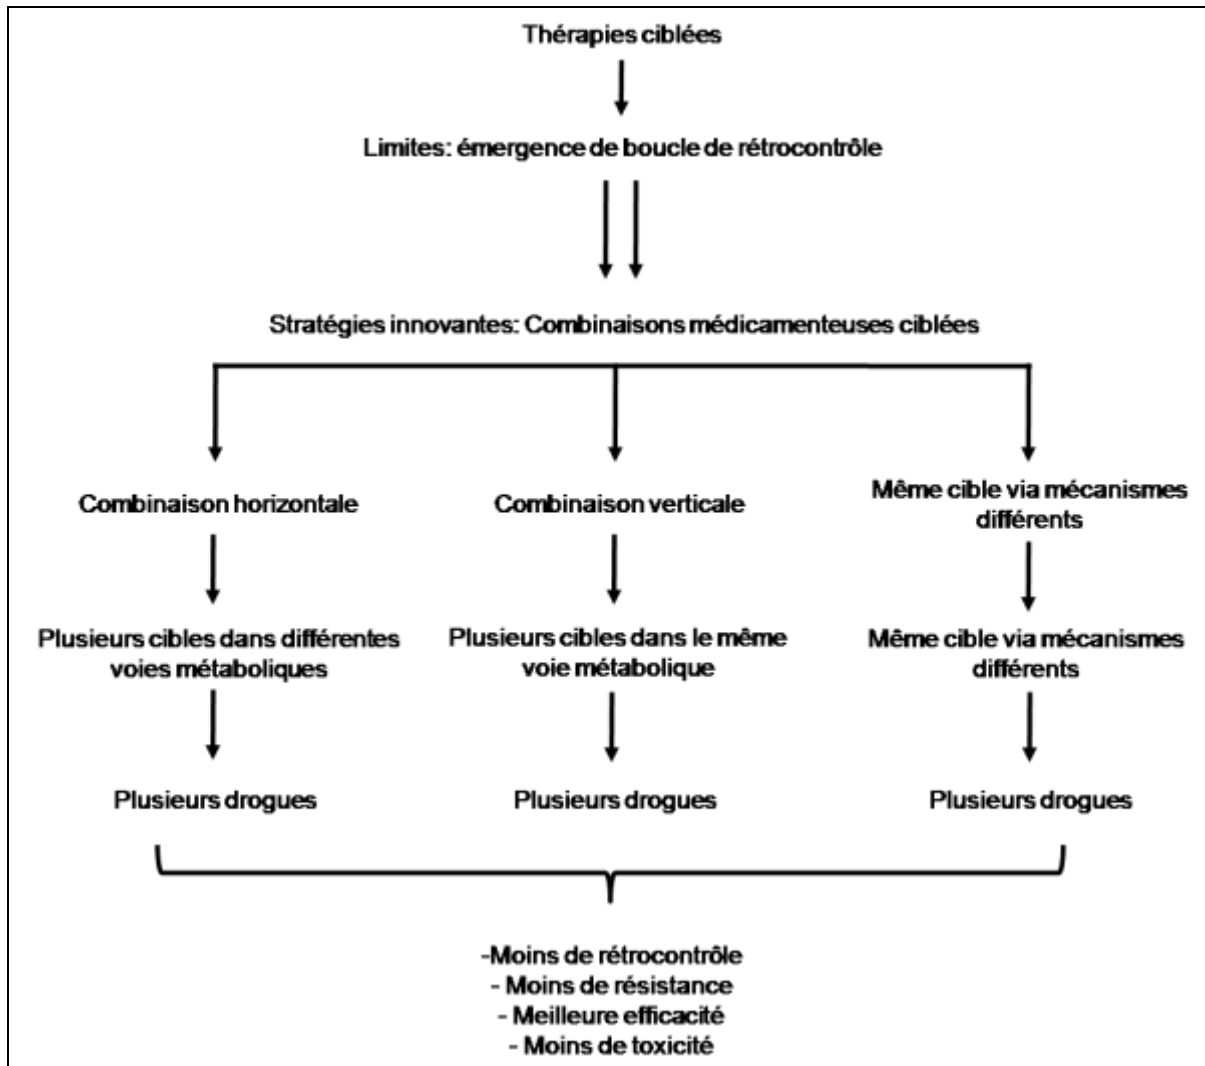 Thérapies ciblées
Limites: émergence de boucle de rétrocontrôle
Stratégies innovantes: Combinaisons médicamenteuses ciblées
Combinaison horizontale
Combinaison verticale
Même cible via mécanismes
différents
Plusieurs cibles dans différentes
voies métaboliques
Plusieurs cibles dans le même
voie métabolique
Même cible via mécanismes
différents
Plusieurs drogues
Plusieurs drogues
Plusieurs drogues
-Moins de rétrocontrôle
- Moins de résistance
- Meilleure efficacité
- Moins de toxicité